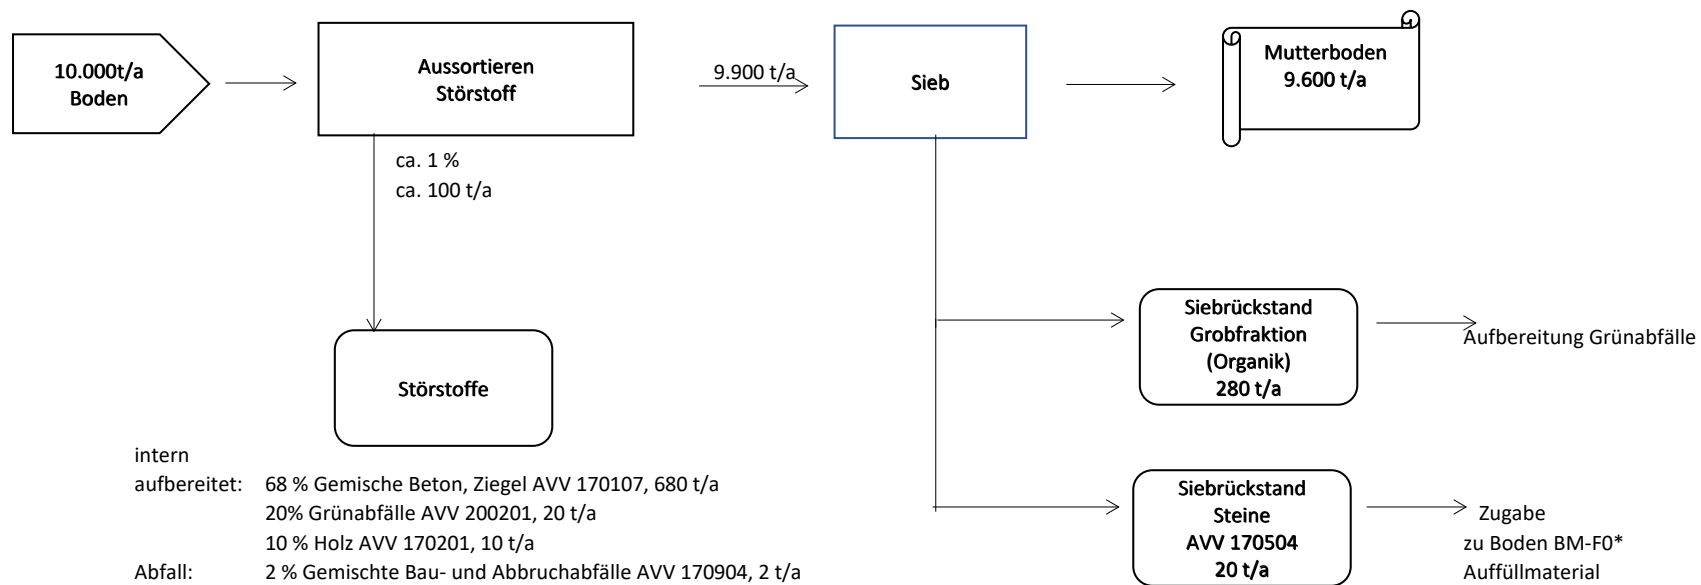 10.000t/a
Boden
Aussortieren
Störstoff
9.900 t/a
Sieb
Mutterboden
9.600 t/a
ca. 1 %
ca. 100 t/a
Störstoffe
Siebrückstand
Grobfraktion
(Organik)
280 t/a
Aufbereitung Grünabfälle
intern
aufbereitet: 68 % Gemische Beton, Ziegel AVV 170107, 680 t/a
20% Grünabfälle AVV 200201, 20 t/a
10 % Holz AVV 170201, 10 t/a
Abfall: 2 % Gemischte Bau- und Abbruchabfälle AVV 170904, 2 t/a
Siebrückstand
Steine
AVV 170504
20 t/a
Zugabe
zu Boden BM-F0*
Auffüllmaterial